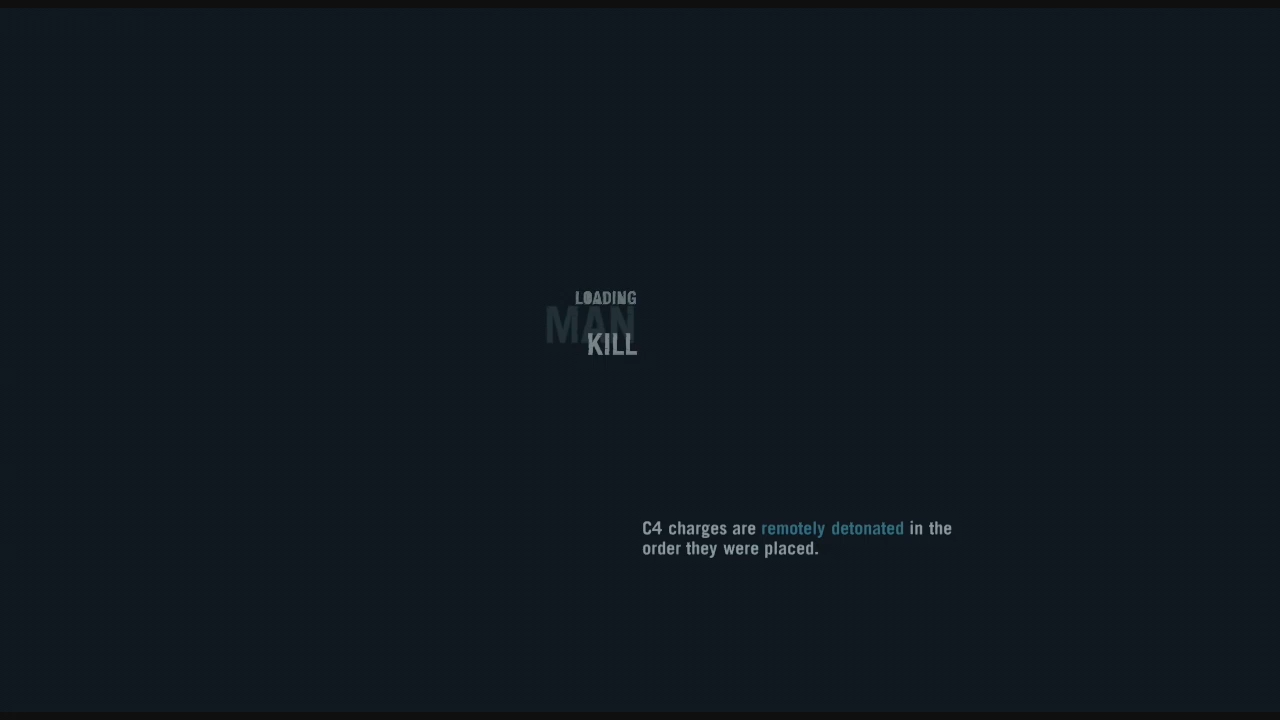 LOADING
MAN
KILL
C4 charges are remotely detonated in the
order they were placed.